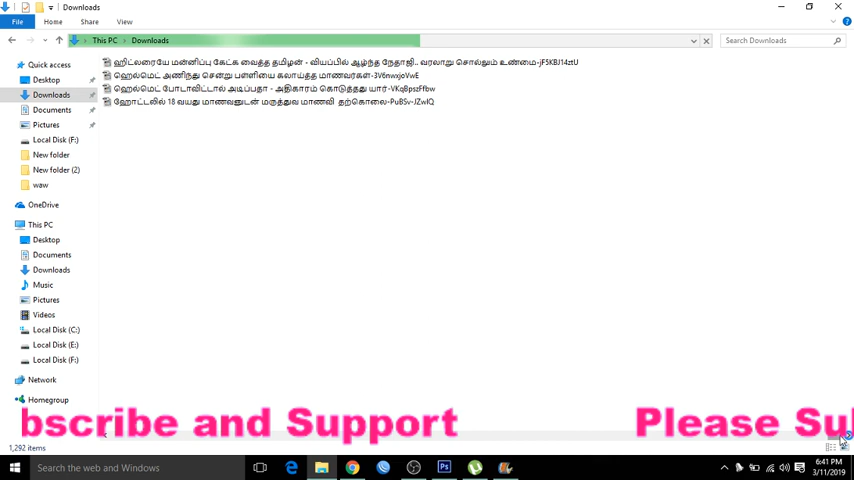 Downloads
File
Home
Share
View
This PC
Downloads
Search Downloads
Quick access
Desktop
Downloads
Documents
Pictures
Local Disk (F:)
New folder
New folder (2)
waw
OneDrive
This PC
Desktop
Documents
Downloads
Music
Pictures
Videos
Local Disk (C:)
Local Disk (E:)
Local Disk (F:)
Network
Homegroup
ஹிட்லரையே மன்னிப்பு கேட்க வைத்த தமிழன் - வியப்பில் ஆழ்ந்த நேதாஜி.. வரலாறு சொல்லும் உண்மை-jF5KBJ14ztU
ஹெல்மெட் அணிந்து சென்று பள்ளியை கலாய்த்த மாணவர்கள்-3V6nwxjoVwE
ஹெல்மெட் போடாவிட்டால் அடிப்பதா - அதிகாரம் கொடுத்தது யார்-VKqBpszFfbw
ஹோட்டலில் 18 வயது மாணவனுடன் மருத்துவ மாணவி தற்கொலை-PuBSv-JZwIQ
bscribe and Support
Please Su
1,292 items
Search the web and Windows
6:41 PM
3/11/2019